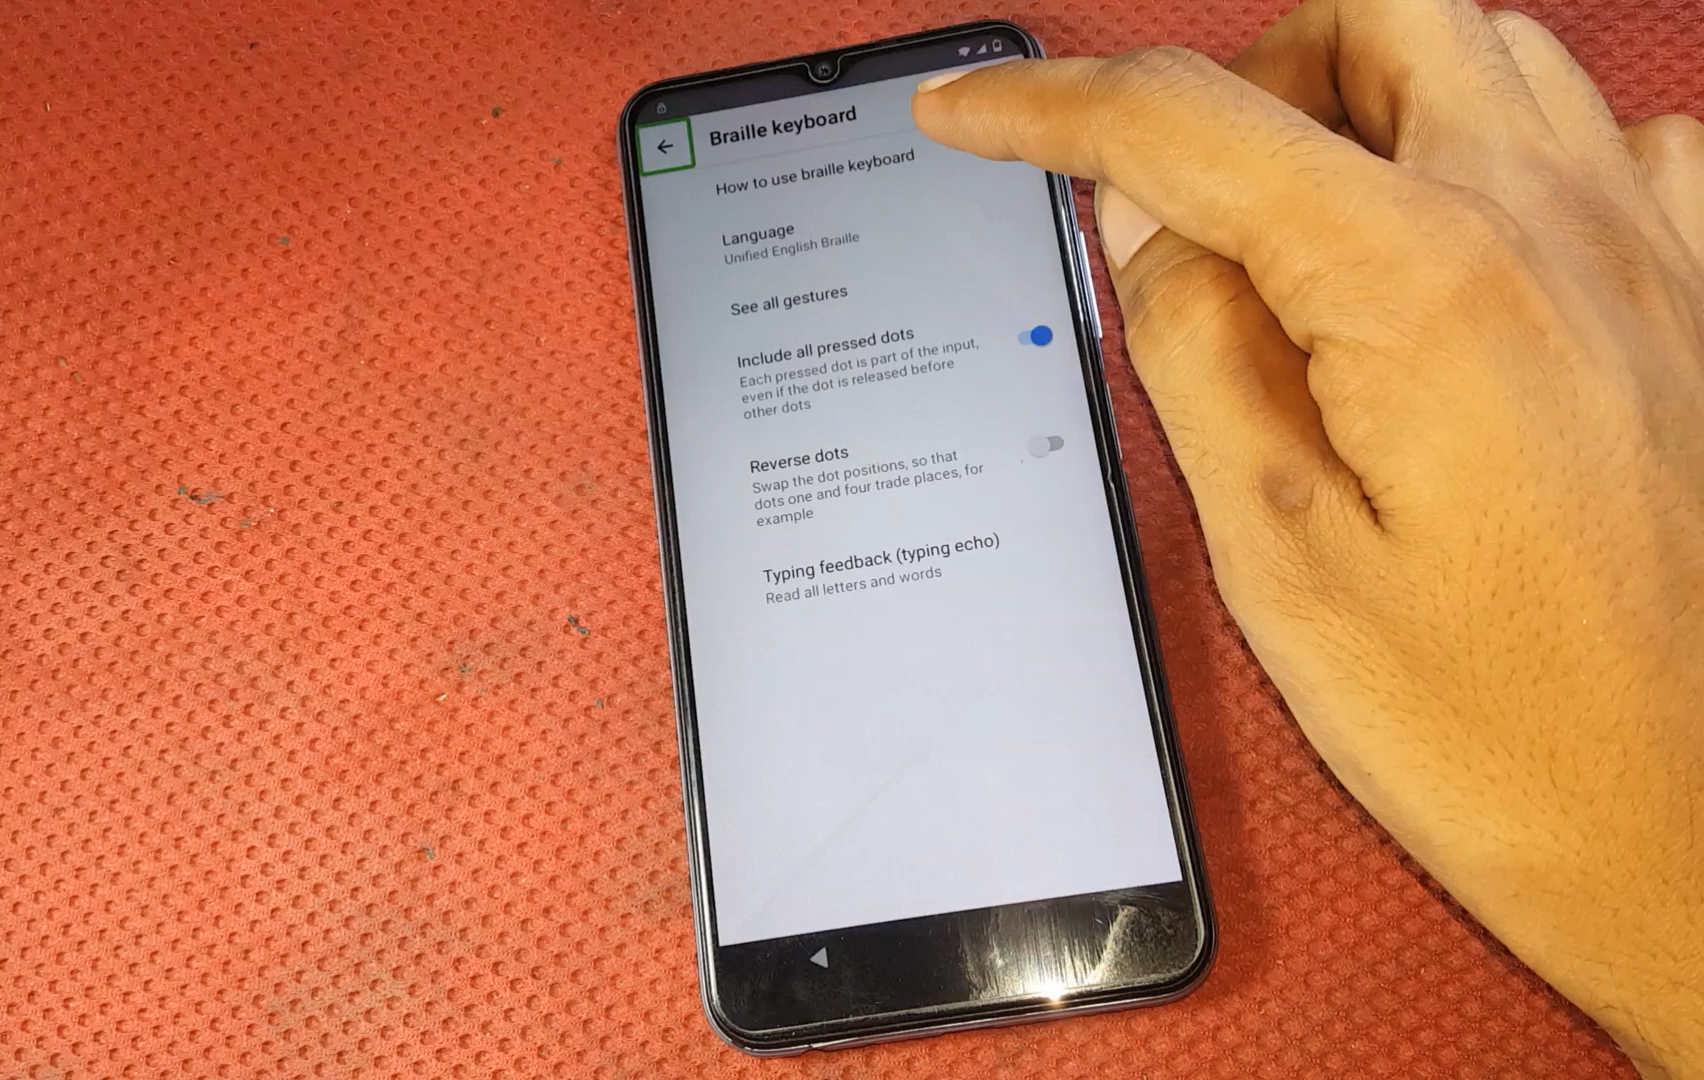 Braille keyboard
How to use braille keyboard
Language
Unified English Braille
See all gestures
Include all pressed dots
Each pressed dot is part of the input,
even if the dot is released before
other dots
Reverse dots
Swap the dot positions, so that
dots one and four trade places, for
example
Typing feedback (typing echo)
Read all letters and words